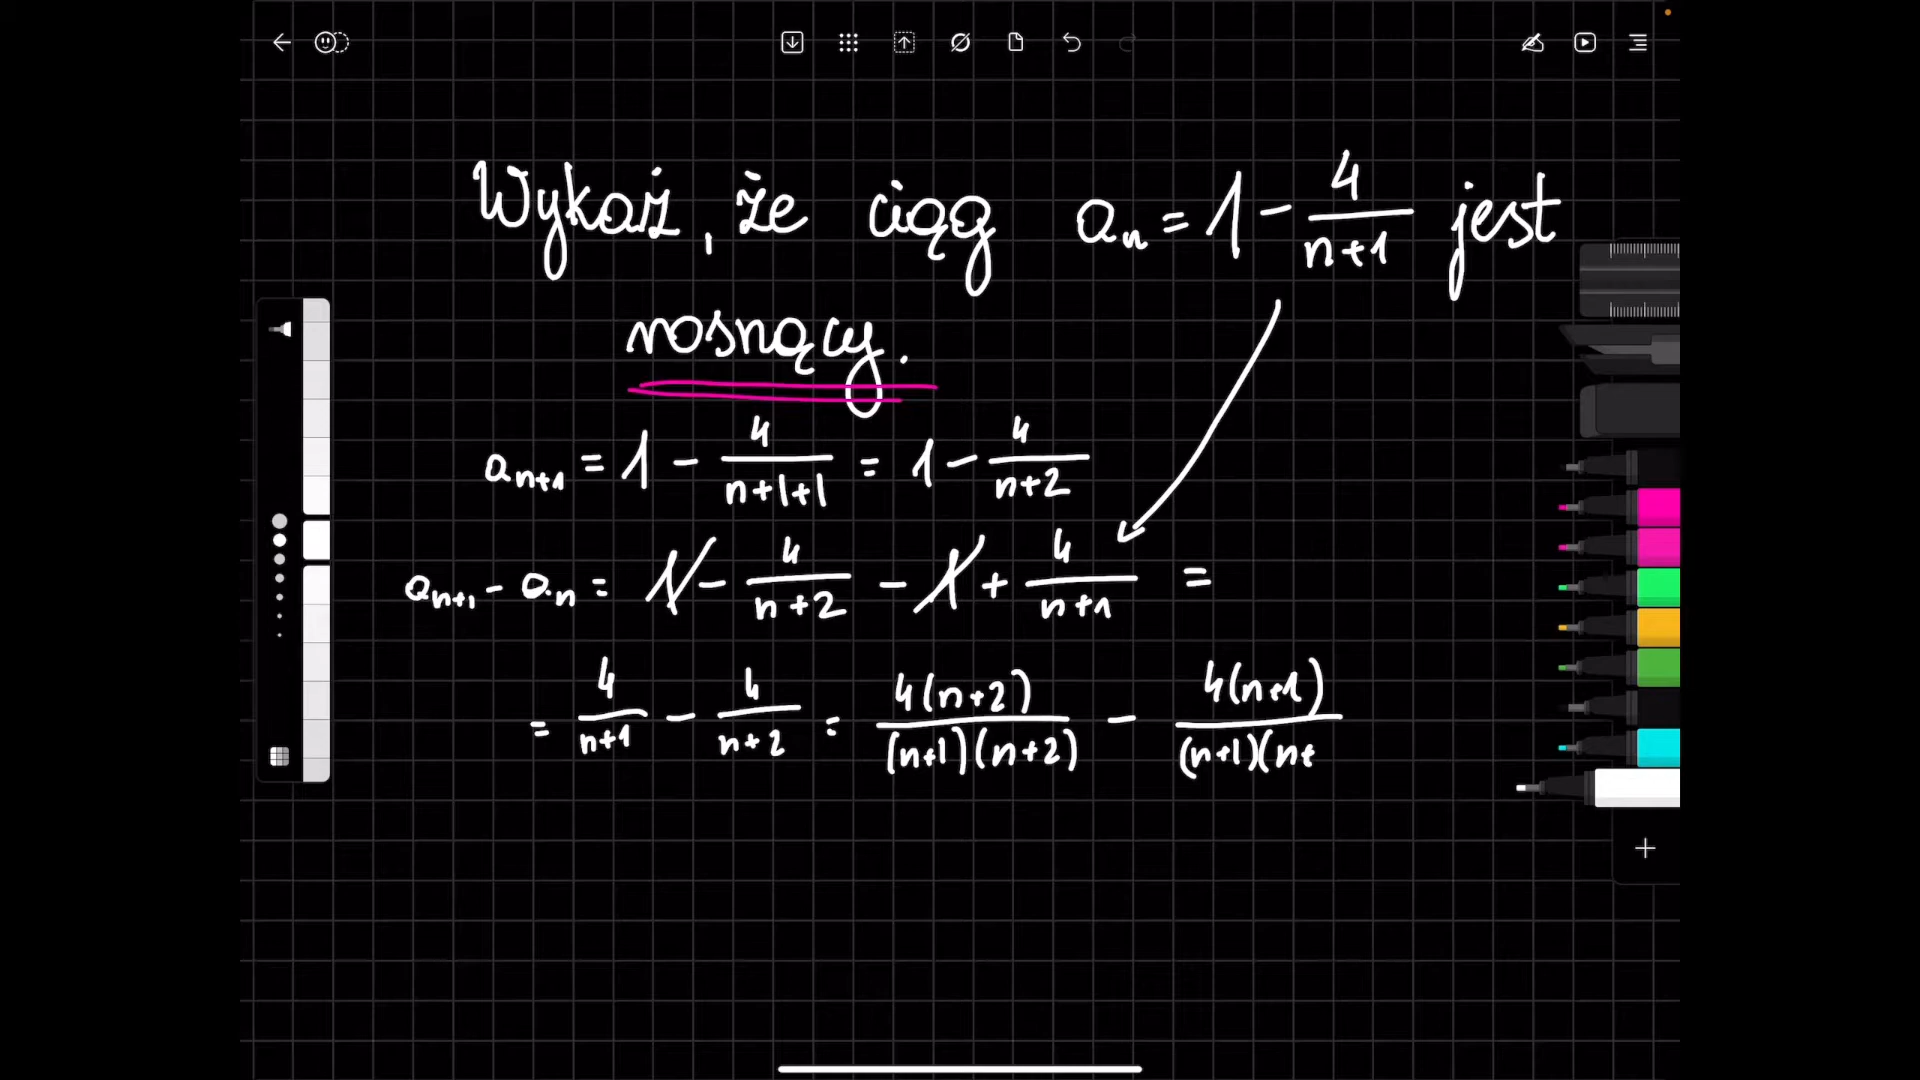 Wykaż, że ciąg aₙ = 1 - 4/(n+1) jest
rosnący.
aₙ₊₁ = 1 - 4/(n+1+1) = 1 - 4/(n+2)
aₙ₊₁ - aₙ = 1 - 4/(n+2) - 1 + 4/(n+1) =
= 4/(n+1) - 4/(n+2) = 4(n+2)/((n+1)(n+2)) - 4(n+1)/((n+1)(n+